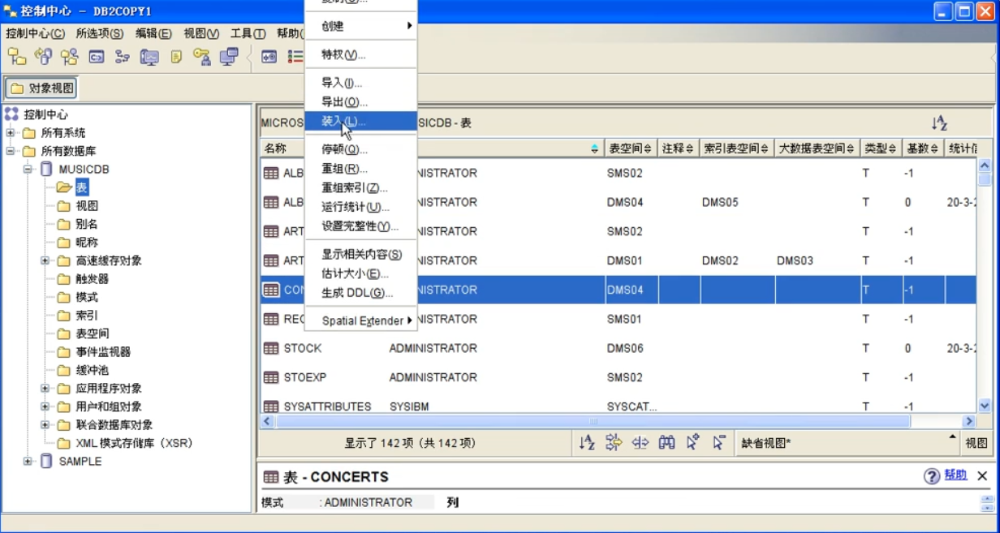 控制中心 - DB2COPY1
控制中心(C) 所选项(S) 编辑(E) 视图(V) 工具(T) 帮助(
创建
特权(V)...
导入(I)...
导出(O)...
装入(L)...
停顿(Q)...
重组(R)...
重组索引(Z)...
运行统计(U)...
设置完整性(Y)...
显示相关内容(S)
估计大小(E)...
生成 DDL(G)...
Spatial Extender
对象视图
控制中心
所有系统
所有数据库
MUSICDB
表
视图
别名
昵称
高速缓存对象
触发器
模式
索引
表空间
事件监视器
缓冲池
应用程序对象
用户和组对象
联合数据库对象
XML 模式存储库（XSR）
SAMPLE
MICROS SICDB - 表
名称 表空间 注释 索引表空间 大数据表空间 类型 基数 统计信
ALB NISTRATOR SMS02 T -1
ALB NISTRATOR DMS04 DMS05 T 0 20-3-2
ART NISTRATOR SMS02 T -1
ART NISTRATOR DMS01 DMS02 DMS03 T -1
CON NISTRATOR DMS04 T -1
REC NISTRATOR SMS01 T -1
STOCK ADMINISTRATOR DMS06 T 0 20-3-2
STOEXP ADMINISTRATOR SMS02 T -1
SYSATTRIBUTES SYSIBM SYSCAT... T -1
显示了 142 项（共 142 项） 缺省视图* 视图
表 - CONCERTS 帮助
模式 : ADMINISTRATOR 列